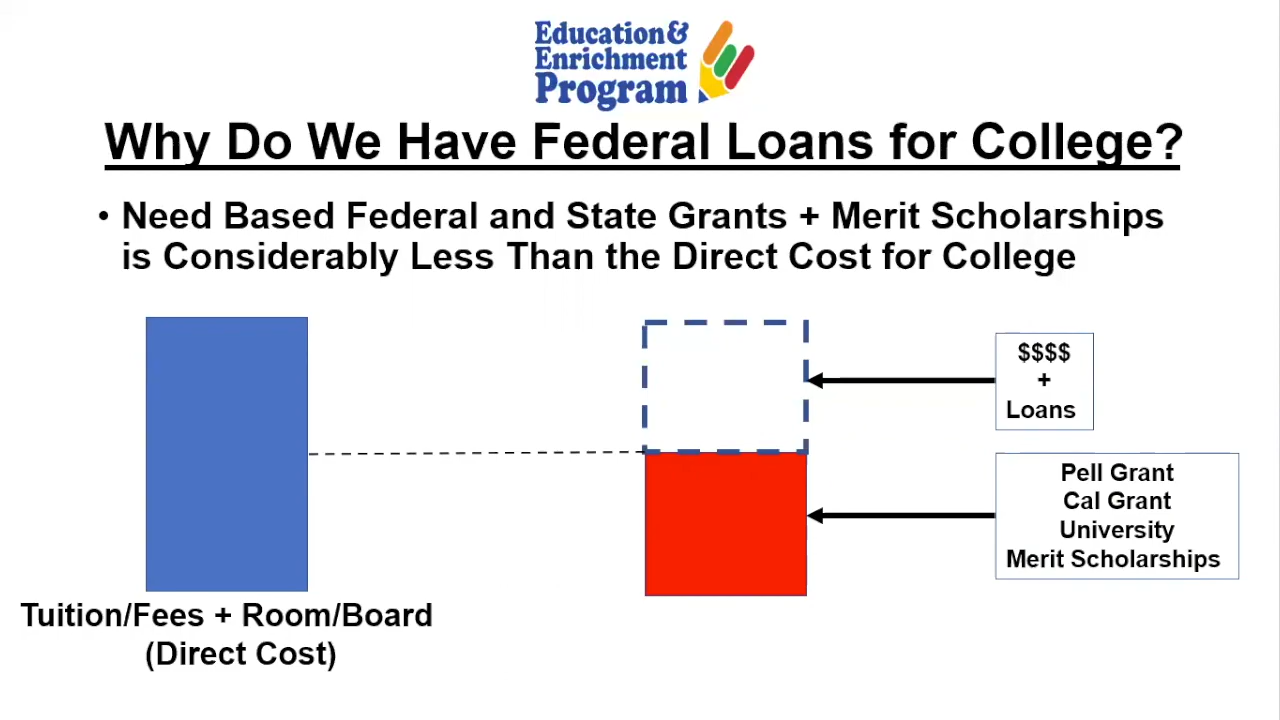 Education&
Enrichment
Program
Why Do We Have Federal Loans for College?
• Need Based Federal and State Grants + Merit Scholarships
is Considerably Less Than the Direct Cost for College
$$$$
+
Loans
Pell Grant
Cal Grant
University
Merit Scholarships
Tuition/Fees + Room/Board
(Direct Cost)